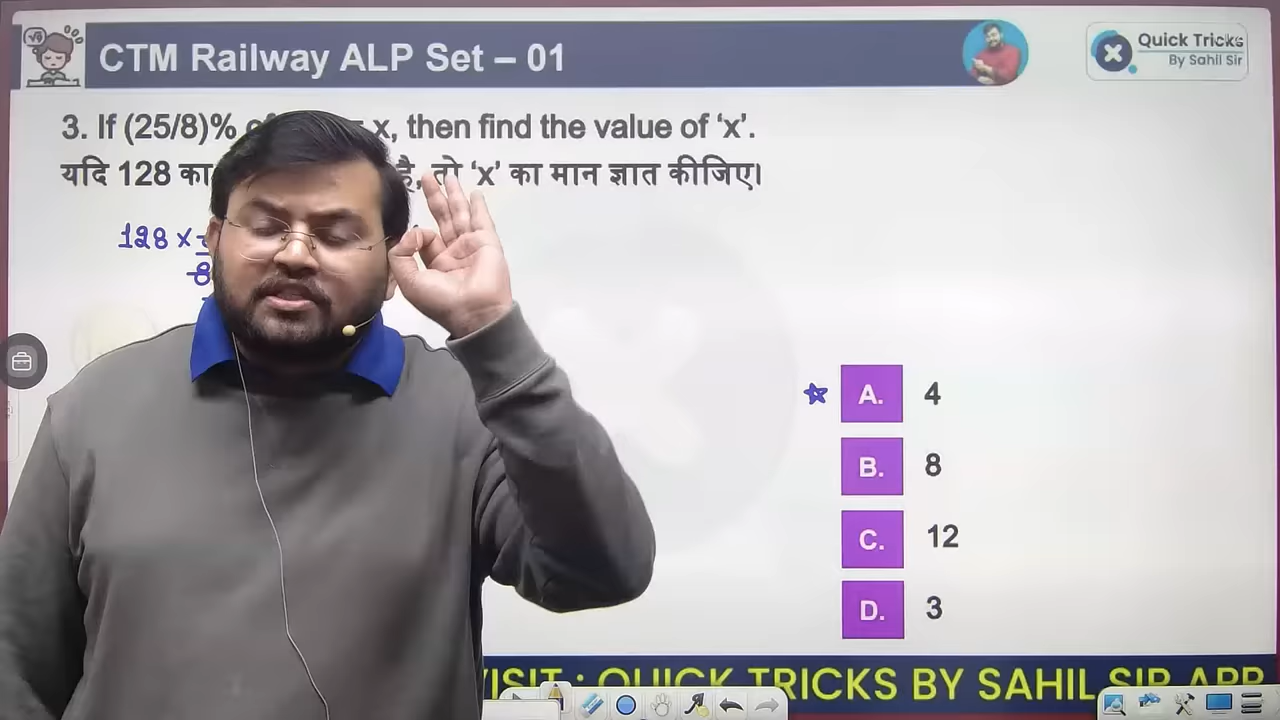 CTM Railway ALP Set – 01
Quick Tricks
By Sahil Sir
3. If (25/8)% x, then find the value of ‘x’.
यदि 128 का है, तो ‘x’ का मान ज्ञात कीजिए।
128 ×
8
A. 4
B. 8
C. 12
D. 3
VISIT : QUICK TRICKS BY SAHIL SIR APP